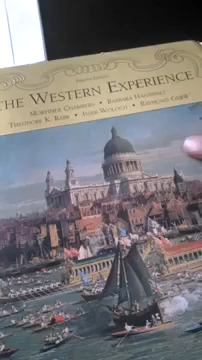 THE WESTERN EXPERIENCE
MORTIMER CHAMBERS • BARBARA HANAWALT
THEODORE K. RABB • ISSER WOLOCH • RAYMOND GREW